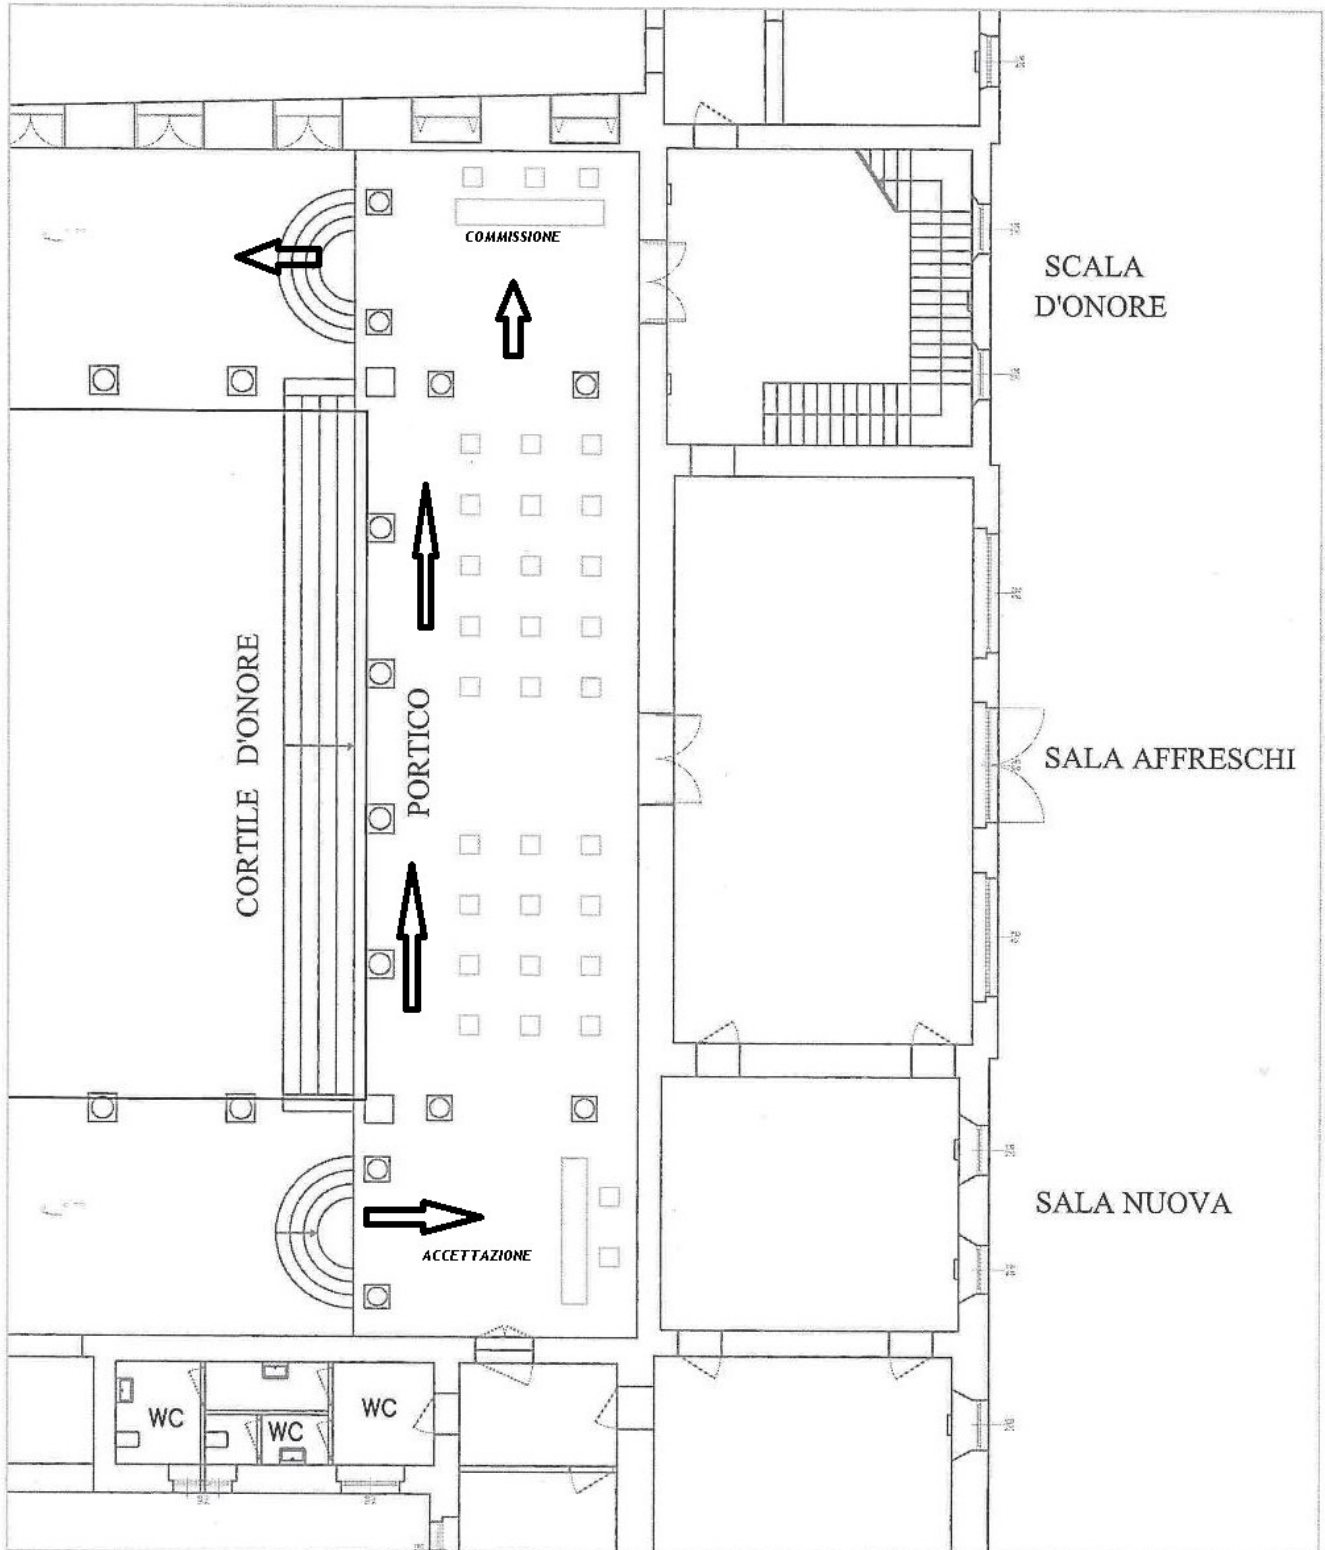 COMMISSIONE
SCALA
D'ONORE
CORTILE D'ONORE
PORTICO
SALA AFFRESCHI
SALA NUOVA
ACCETTAZIONE
WC
WC
WC